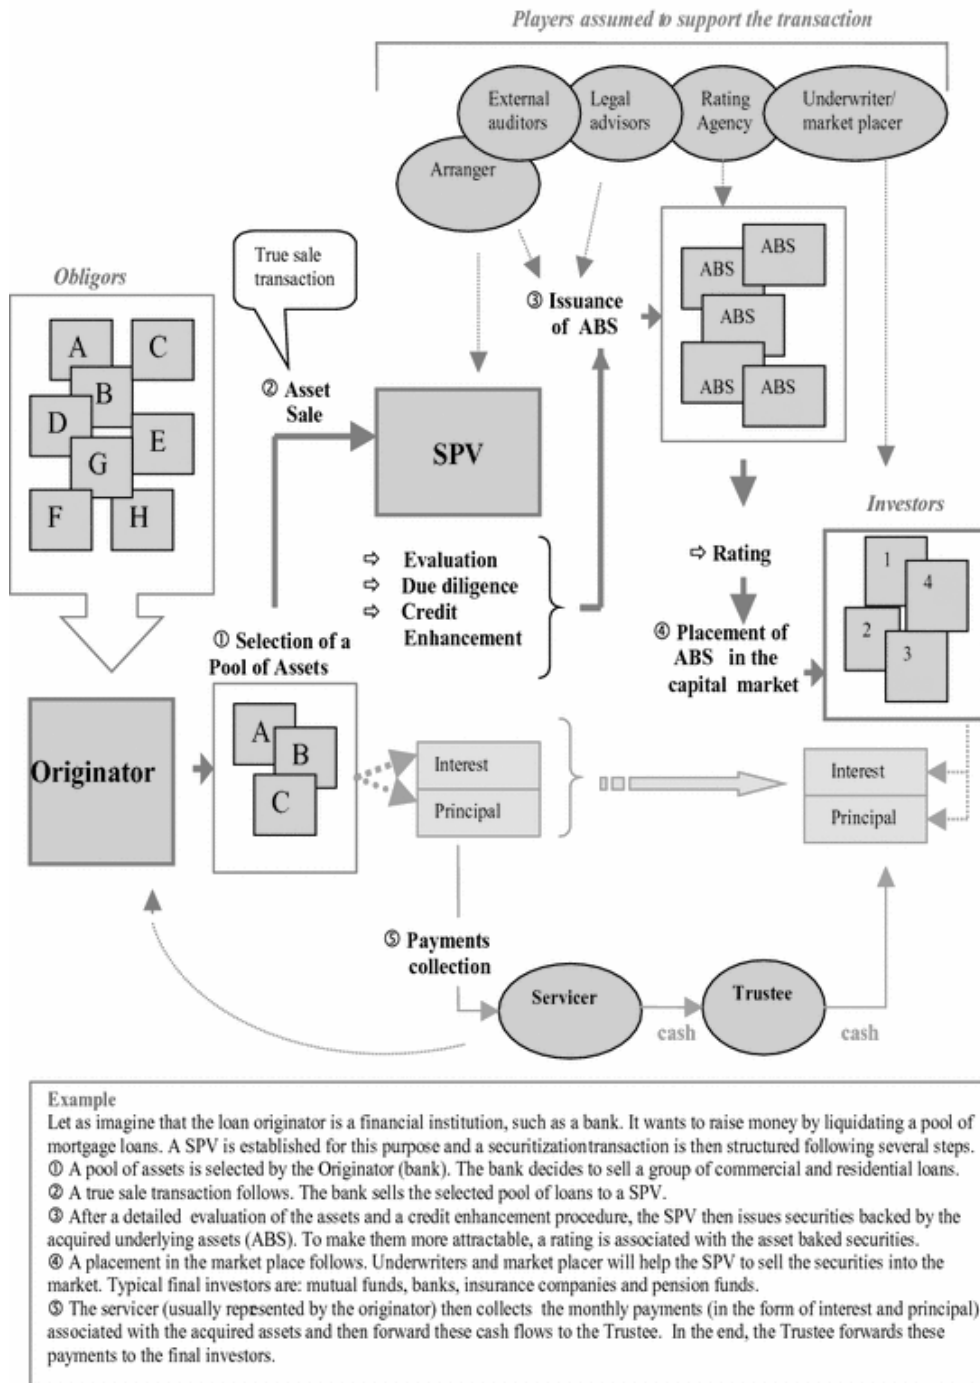 Players assumed to support the transaction
External
auditors
Legal
advisors
Rating
Agency
Underwriter/
market placer
Arranger
True sale
transaction
Obligors
A
C
B
D
E
G
F
H
② Asset
Sale
③ Issuance
of ABS
ABS
ABS
ABS
ABS
ABS
SPV
Investors
1
4
2
3
⇨ Evaluation
⇨ Due diligence
⇨ Credit
Enhancement
⇨ Rating
① Selection of a
Pool of Assets
④ Placement of
ABS in the
capital market
Originator
A
B
C
Interest
Principal
Interest
Principal
⑤ Payments
collection
Servicer
cash
Trustee
cash
Example
Let as imagine that the loan originator is a financial institution, such as a bank. It wants to raise money by liquidating a pool of
mortgage loans. A SPV is established for this purpose and a securitizationtransaction is then structured following several steps.
① A pool of assets is selected by the Originator (bank). The bank decides to sell a group of commercial and residential loans.
② A true sale transaction follows. The bank sells the selected pool of loans to a SPV.
③ After a detailed evaluation of the assets and a credit enhancement procedure, the SPV then issues securities backed by the
acquired underlying assets (ABS). To make them more attractable, a rating is associated with the asset baked securities.
④ A placement in the market place follows. Underwriters and market placer will help the SPV to sell the securities into the
market. Typical final investors are: mutual funds, banks, insurance companies and pension funds.
⑤ The servicer (usually represented by the originator) then collects the monthly payments (in the form of interest and principal)
associated with the acquired assets and then forward these cash flows to the Trustee. In the end, the Trustee forwards these
payments to the final investors.